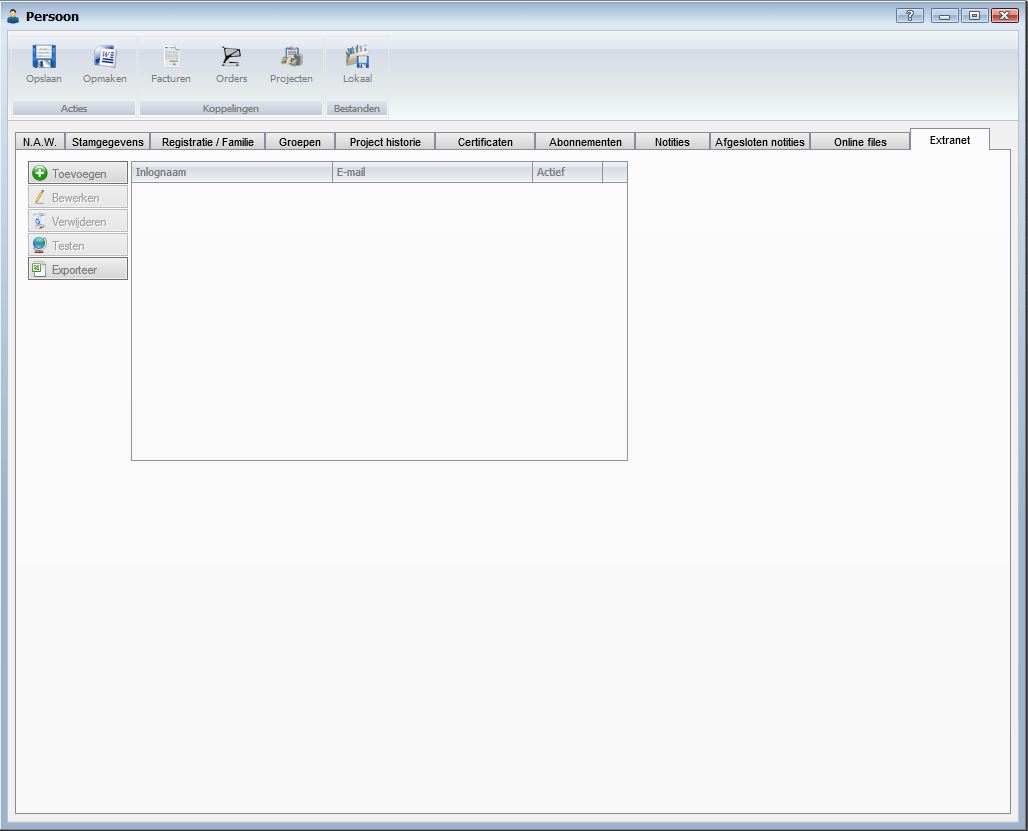 Persoon
?
Opslaan Opmaken Facturen Orders Projecten Lokaal
Acties Koppelingen Bestanden
N.A.W. Stamgegevens Registratie / Familie Groepen Project historie Certificaten Abonnementen Notities Afgesloten notities Online files Extranet
Toevoegen Inlognaam E-mail Actief
Bewerken
Verwijderen
Testen
Exporteer